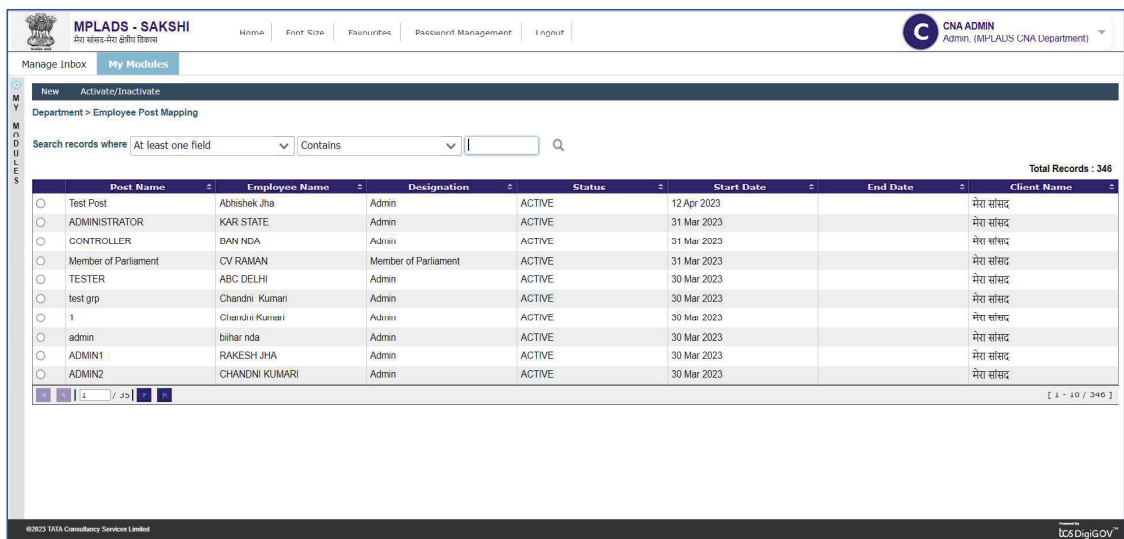 MPLADS - SAKSHI
मेरा सांसद-मेरा क्षेत्रीय विकास
Home Font Size Favourites Password Management Logout
C
CNA ADMIN
Admin, (MPLADS CNA Department)
Manage Inbox My Modules
MY MODULES
New Activate/Inactivate
Department > Employee Post Mapping
Search records where At least one field Contains
Total Records : 346
Post Name Employee Name Designation Status Start Date End Date Client Name
Test Post Abhishek Jha Admin ACTIVE 12 Apr 2023 मेरा सांसद
ADMINISTRATOR KAR STATE Admin ACTIVE 31 Mar 2023 मेरा सांसद
CONTROLLER BAN NDA Admin ACTIVE 31 Mar 2023 मेरा सांसद
Member of Parliament CV RAMAN Member of Parliament ACTIVE 31 Mar 2023 मेरा सांसद
TESTER ABC DELHI Admin ACTIVE 30 Mar 2023 मेरा सांसद
test grp Chandni Kumari Admin ACTIVE 30 Mar 2023 मेरा सांसद
1 Chandni Kumari Admin ACTIVE 30 Mar 2023 मेरा सांसद
admin biihar nda Admin ACTIVE 30 Mar 2023 मेरा सांसद
ADMIN1 RAKESH JHA Admin ACTIVE 30 Mar 2023 मेरा सांसद
ADMIN2 CHANDNI KUMARI Admin ACTIVE 30 Mar 2023 मेरा सांसद
1 / 35 [ 1 - 10 / 346 ]
©2023 TATA Consultancy Services Limited
Powered By
tcs DigiGOV™